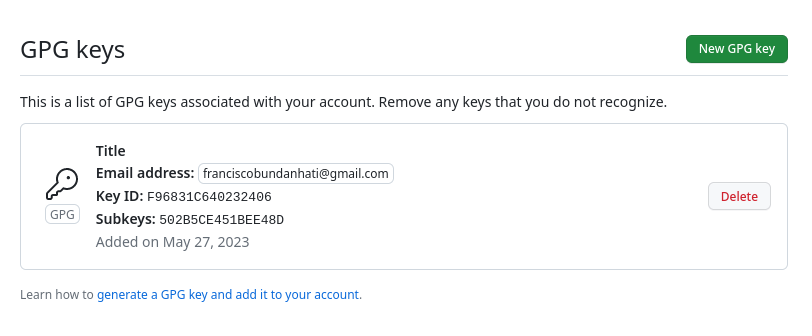 GPG keys
New GPG key
This is a list of GPG keys associated with your account. Remove any keys that you do not recognize.
Title
Email address: franciscobundanhati@gmail.com
Key ID: F96831C640232406
GPG
Subkeys: 502B5CE451BEE48D
Added on May 27, 2023
Delete
Learn how to generate a GPG key and add it to your account.